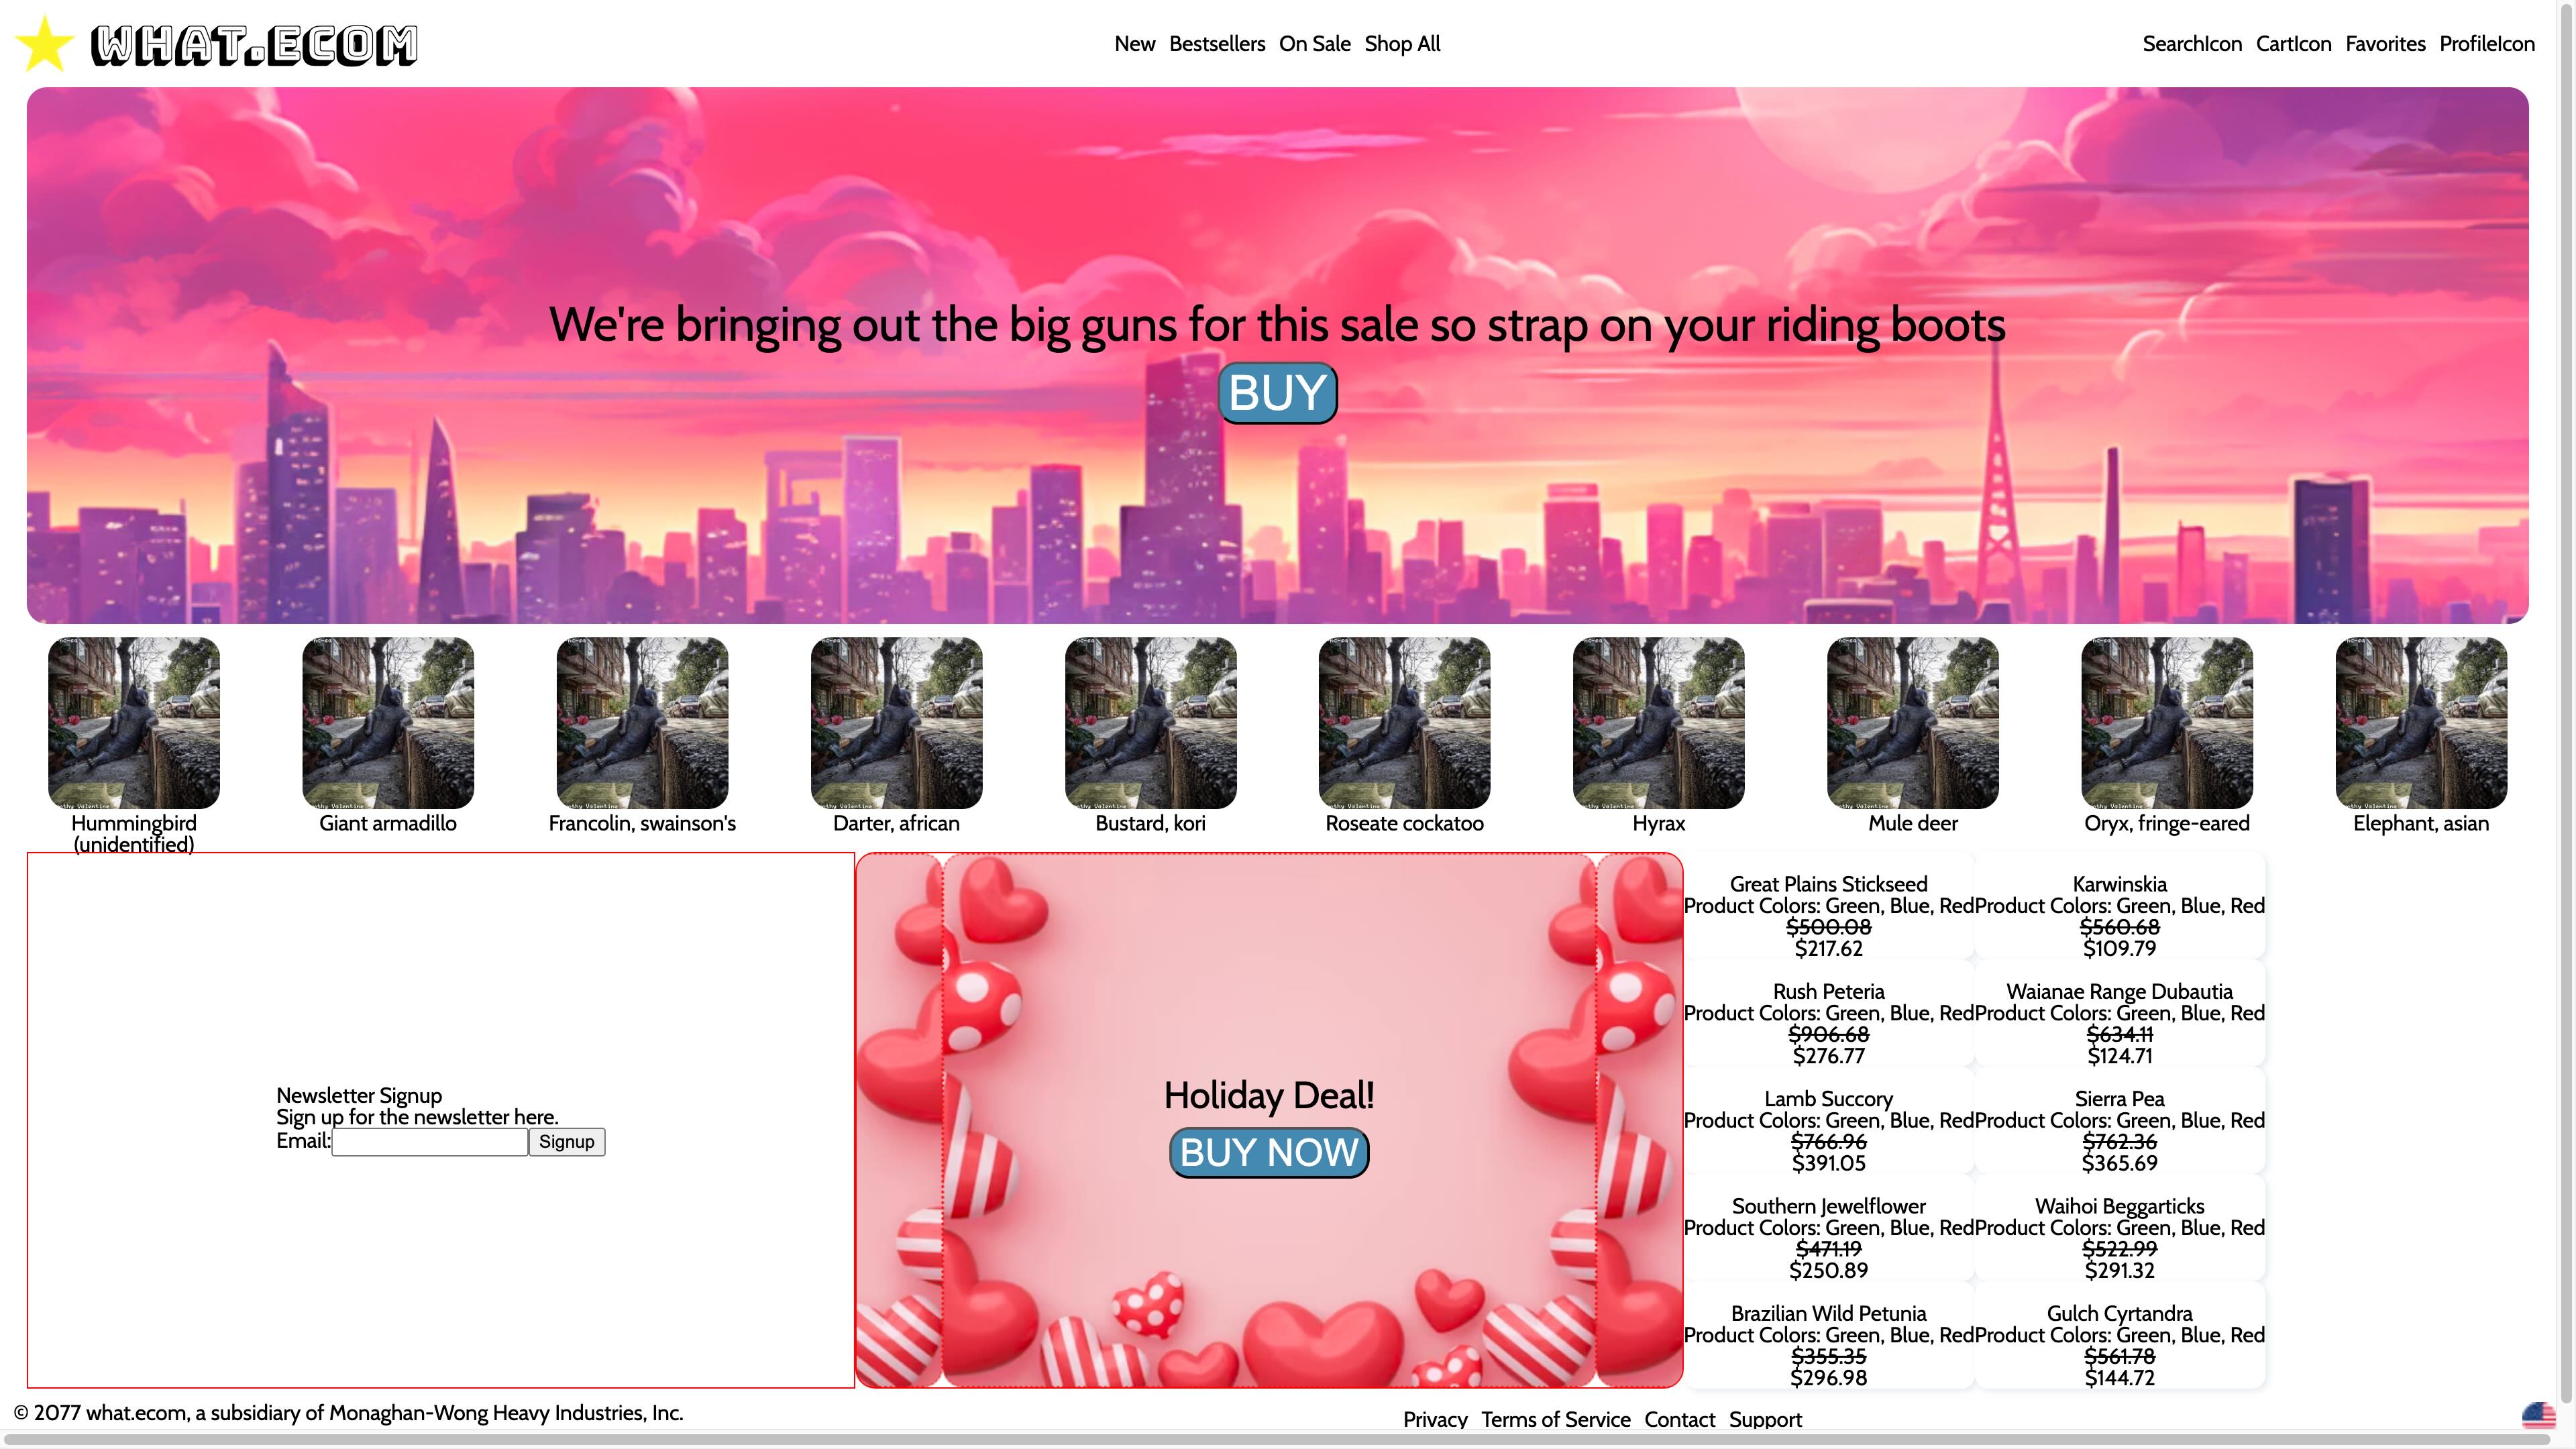 WHAT.ECOM
New Bestsellers On Sale Shop All
SearchIcon CartIcon Favorites ProfileIcon
We're bringing out the big guns for this sale so strap on your riding boots
BUY
Hummingbird
(unidentified)
Giant armadillo
Francolin, swainson's
Darter, african
Bustard, kori
Roseate cockatoo
Hyrax
Mule deer
Oryx, fringe-eared
Elephant, asian
Newsletter Signup
Sign up for the newsletter here.
Email: Signup
Holiday Deal!
BUY NOW
Great Plains Stickseed
Product Colors: Green, Blue, Red
$500.08
$217.62
Karwinskia
Product Colors: Green, Blue, Red
$560.68
$109.79
Rush Peteria
Product Colors: Green, Blue, Red
$906.68
$276.77
Waianae Range Dubautia
Product Colors: Green, Blue, Red
$634.11
$124.71
Lamb Succory
Product Colors: Green, Blue, Red
$766.96
$391.05
Sierra Pea
Product Colors: Green, Blue, Red
$762.36
$365.69
Southern Jewelflower
Product Colors: Green, Blue, Red
$471.19
$250.89
Waihoi Beggarticks
Product Colors: Green, Blue, Red
$522.99
$291.32
Brazilian Wild Petunia
Product Colors: Green, Blue, Red
$355.35
$296.98
Gulch Cyrtandra
Product Colors: Green, Blue, Red
$561.78
$144.72
© 2077 what.ecom, a subsidiary of Monaghan-Wong Heavy Industries, Inc.
Privacy Terms of Service Contact Support